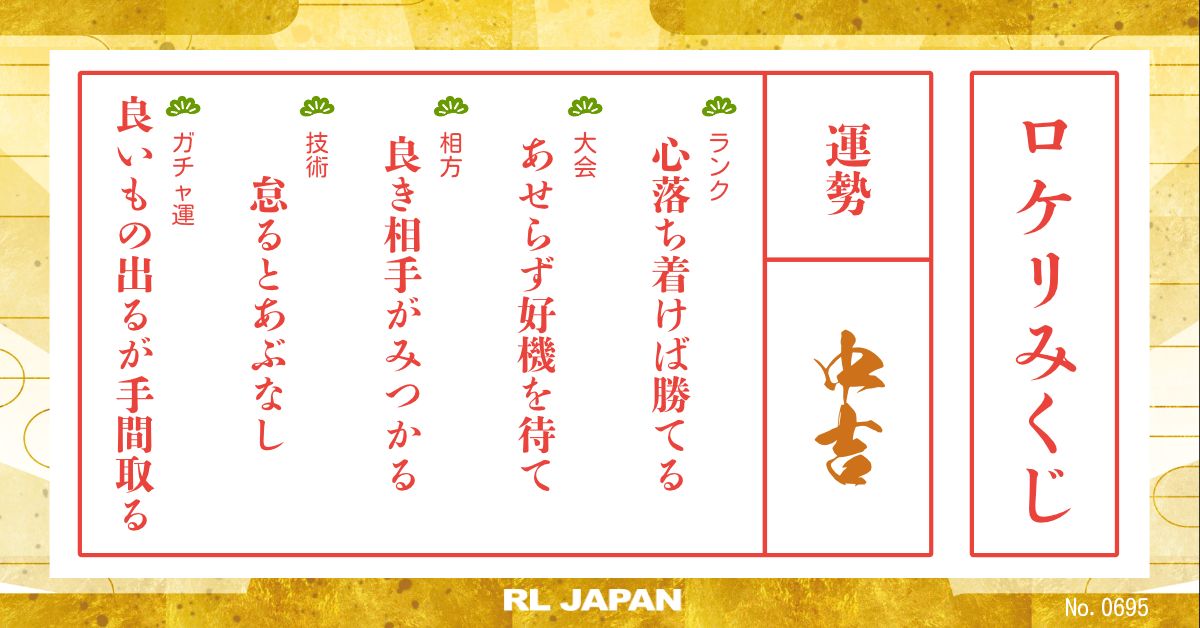 ロケリみくじ
運勢
中吉
ランク
心落ち着けば勝てる
大会
あせらず好機を待て
相方
良き相手がみつかる
技術
怠るとあぶなし
ガチャ運
良いもの出るが手間取る
RL JAPAN
No. 0695